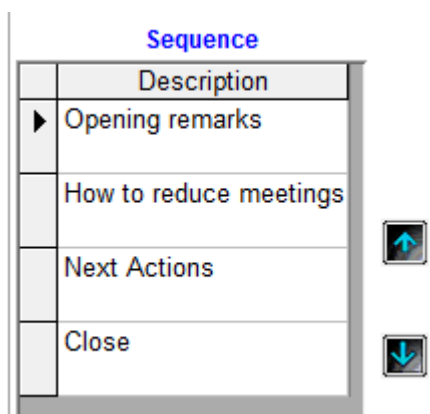 Sequence
Description
Opening remarks
How to reduce meetings
Next Actions
Close